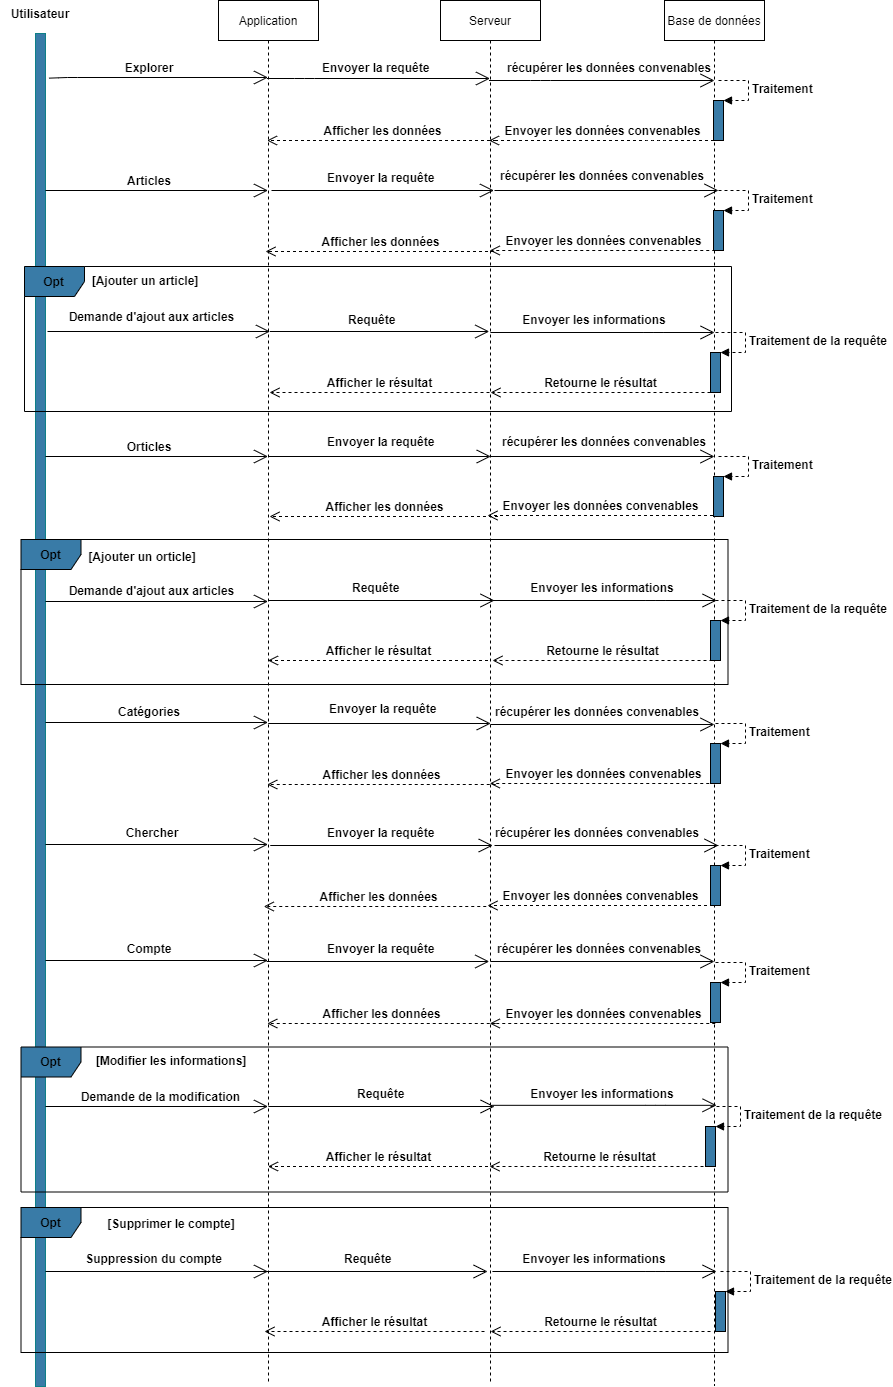 Utilisateur
Application
Serveur
Base de données
Explorer
Envoyer la requête
récupérer les données convenables
Traitement
Afficher les données
Envoyer les données convenables
Articles
Envoyer la requête
récupérer les données convenables
Traitement
Afficher les données
Envoyer les données convenables
Opt
[Ajouter un article]
Demande d'ajout aux articles
Requête
Envoyer les informations
Traitement de la requête
Afficher le résultat
Retourne le résultat
Orticles
Envoyer la requête
récupérer les données convenables
Traitement
Afficher les données
Envoyer les données convenables
Opt
[Ajouter un orticle]
Demande d'ajout aux articles
Requête
Envoyer les informations
Traitement de la requête
Afficher le résultat
Retourne le résultat
Catégories
Envoyer la requête
récupérer les données convenables
Traitement
Afficher les données
Envoyer les données convenables
Chercher
Envoyer la requête
récupérer les données convenables
Traitement
Afficher les données
Envoyer les données convenables
Compte
Envoyer la requête
récupérer les données convenables
Traitement
Afficher les données
Envoyer les données convenables
Opt
[Modifier les informations]
Demande de la modification
Requête
Envoyer les informations
Traitement de la requête
Afficher le résultat
Retourne le résultat
Opt
[Supprimer le compte]
Suppression du compte
Requête
Envoyer les informations
Traitement de la requête
Afficher le résultat
Retourne le résultat